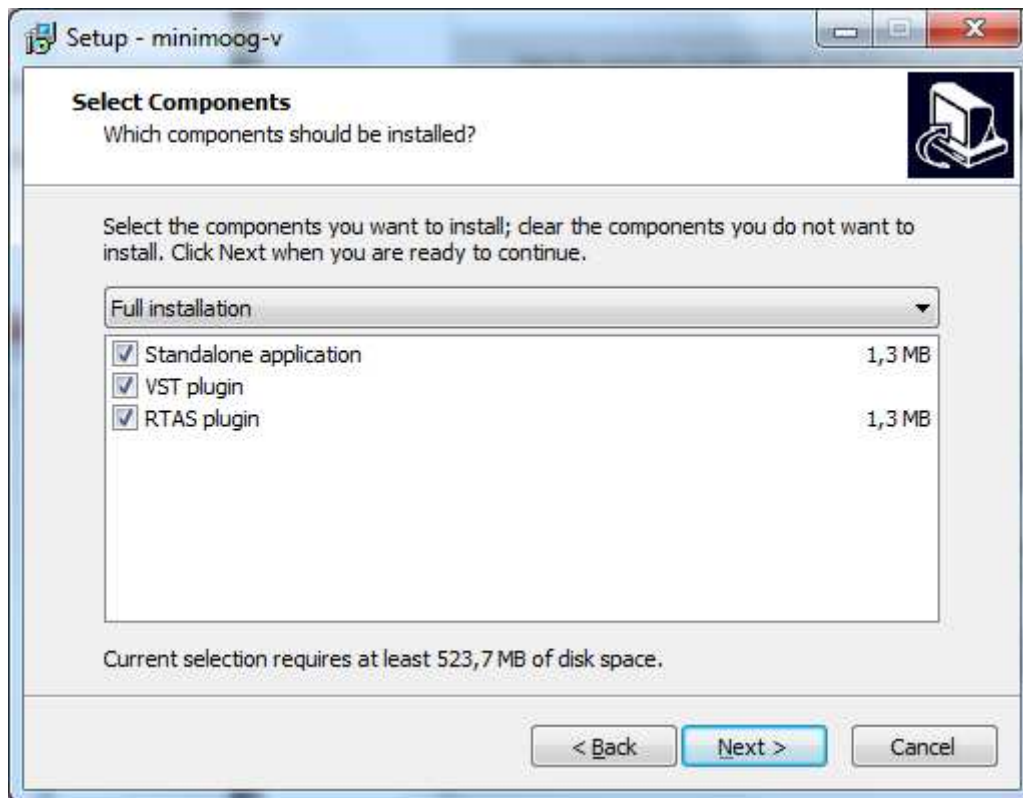 Setup - minimoog-v
Select Components
Which components should be installed?
Select the components you want to install; clear the components you do not want to
install. Click Next when you are ready to continue.
Full installation
Standalone application 1,3 MB
VST plugin
RTAS plugin 1,3 MB
Current selection requires at least 523,7 MB of disk space.
< Back Next > Cancel